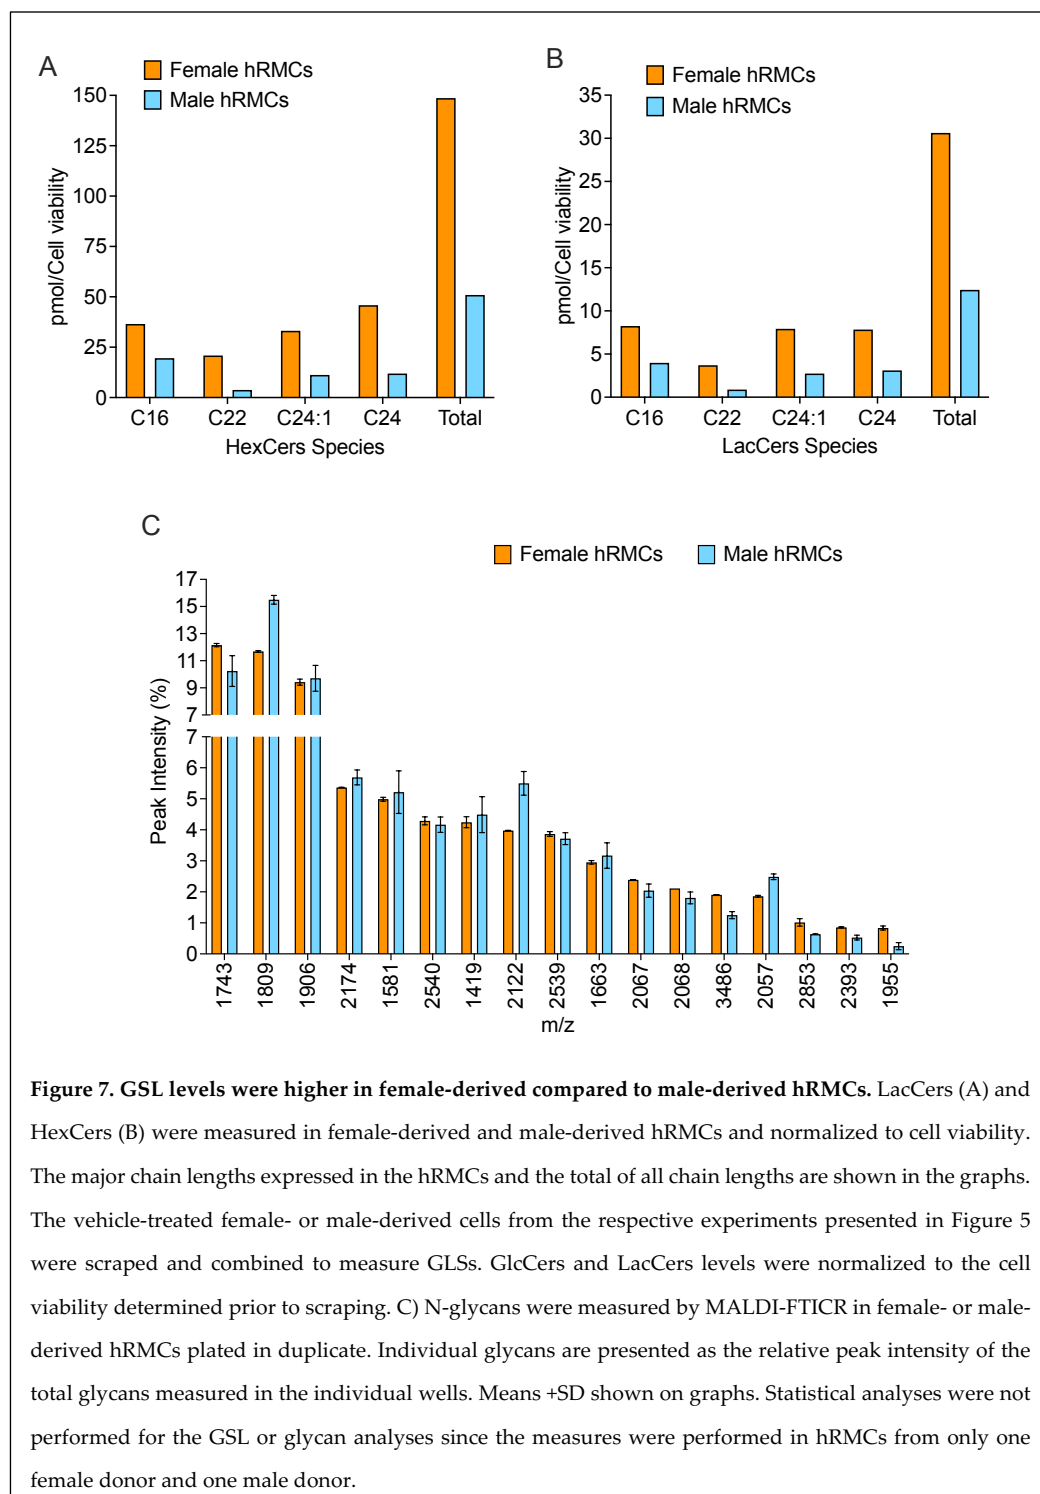 A
Female hRMCs
Male hRMCs
150
125
100
75
50
25
0
pmol/Cell viability
C16 C22 C24:1 C24 Total
HexCers Species
B
Female hRMCs
Male hRMCs
35
30
25
20
15
10
5
0
pmol/Cell viability
C16 C22 C24:1 C24 Total
LacCers Species
C
Female hRMCs Male hRMCs
17
15
13
11
9
7
7
6
5
4
3
2
1
0
Peak Intensity (%)
1743 1809 1906 2174 1581 2540 1419 2122 2539 1663 2067 2068 3486 2057 2853 2393 1955
m/z
Figure 7. GSL levels were higher in female-derived compared to male-derived hRMCs. LacCers (A) and
HexCers (B) were measured in female-derived and male-derived hRMCs and normalized to cell viability.
The major chain lengths expressed in the hRMCs and the total of all chain lengths are shown in the graphs.
The vehicle-treated female- or male-derived cells from the respective experiments presented in Figure 5
were scraped and combined to measure GLSs. GlcCers and LacCers levels were normalized to the cell
viability determined prior to scraping. C) N-glycans were measured by MALDI-FTICR in female- or male-
derived hRMCs plated in duplicate. Individual glycans are presented as the relative peak intensity of the
total glycans measured in the individual wells. Means +SD shown on graphs. Statistical analyses were not
performed for the GSL or glycan analyses since the measures were performed in hRMCs from only one
female donor and one male donor.